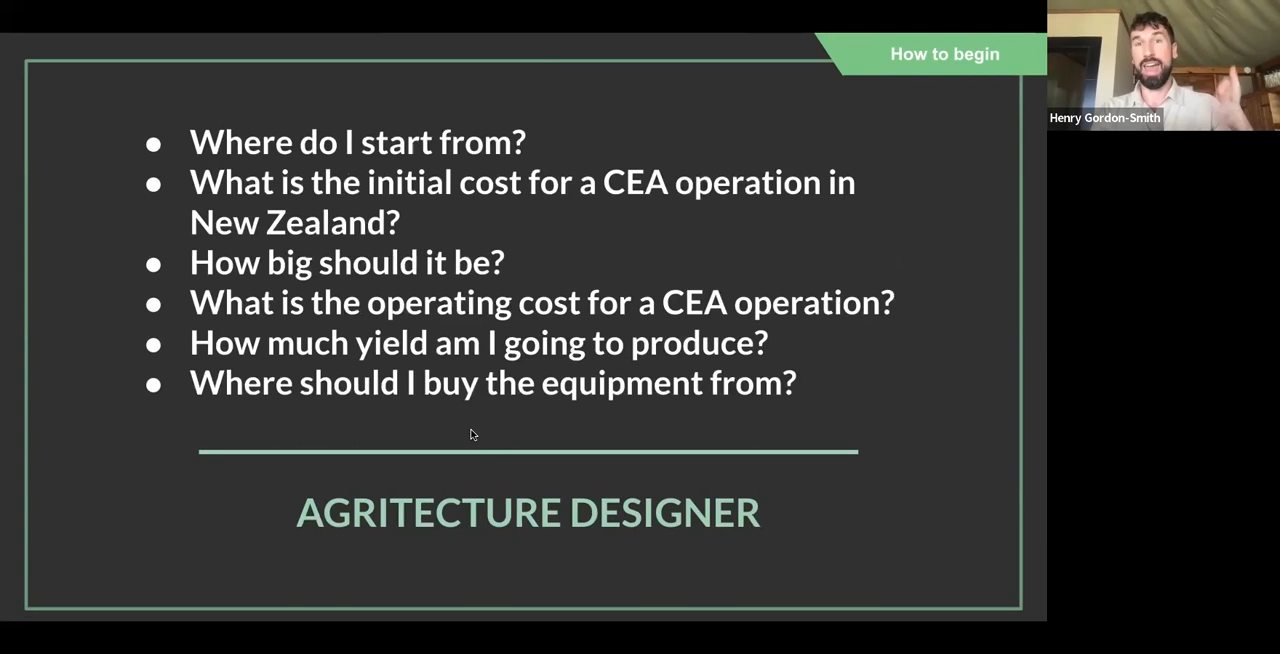 How to begin
Henry Gordon-Smith
● Where do I start from?
● What is the initial cost for a CEA operation in
New Zealand?
● How big should it be?
● What is the operating cost for a CEA operation?
● How much yield am I going to produce?
● Where should I buy the equipment from?
AGRITECTURE DESIGNER